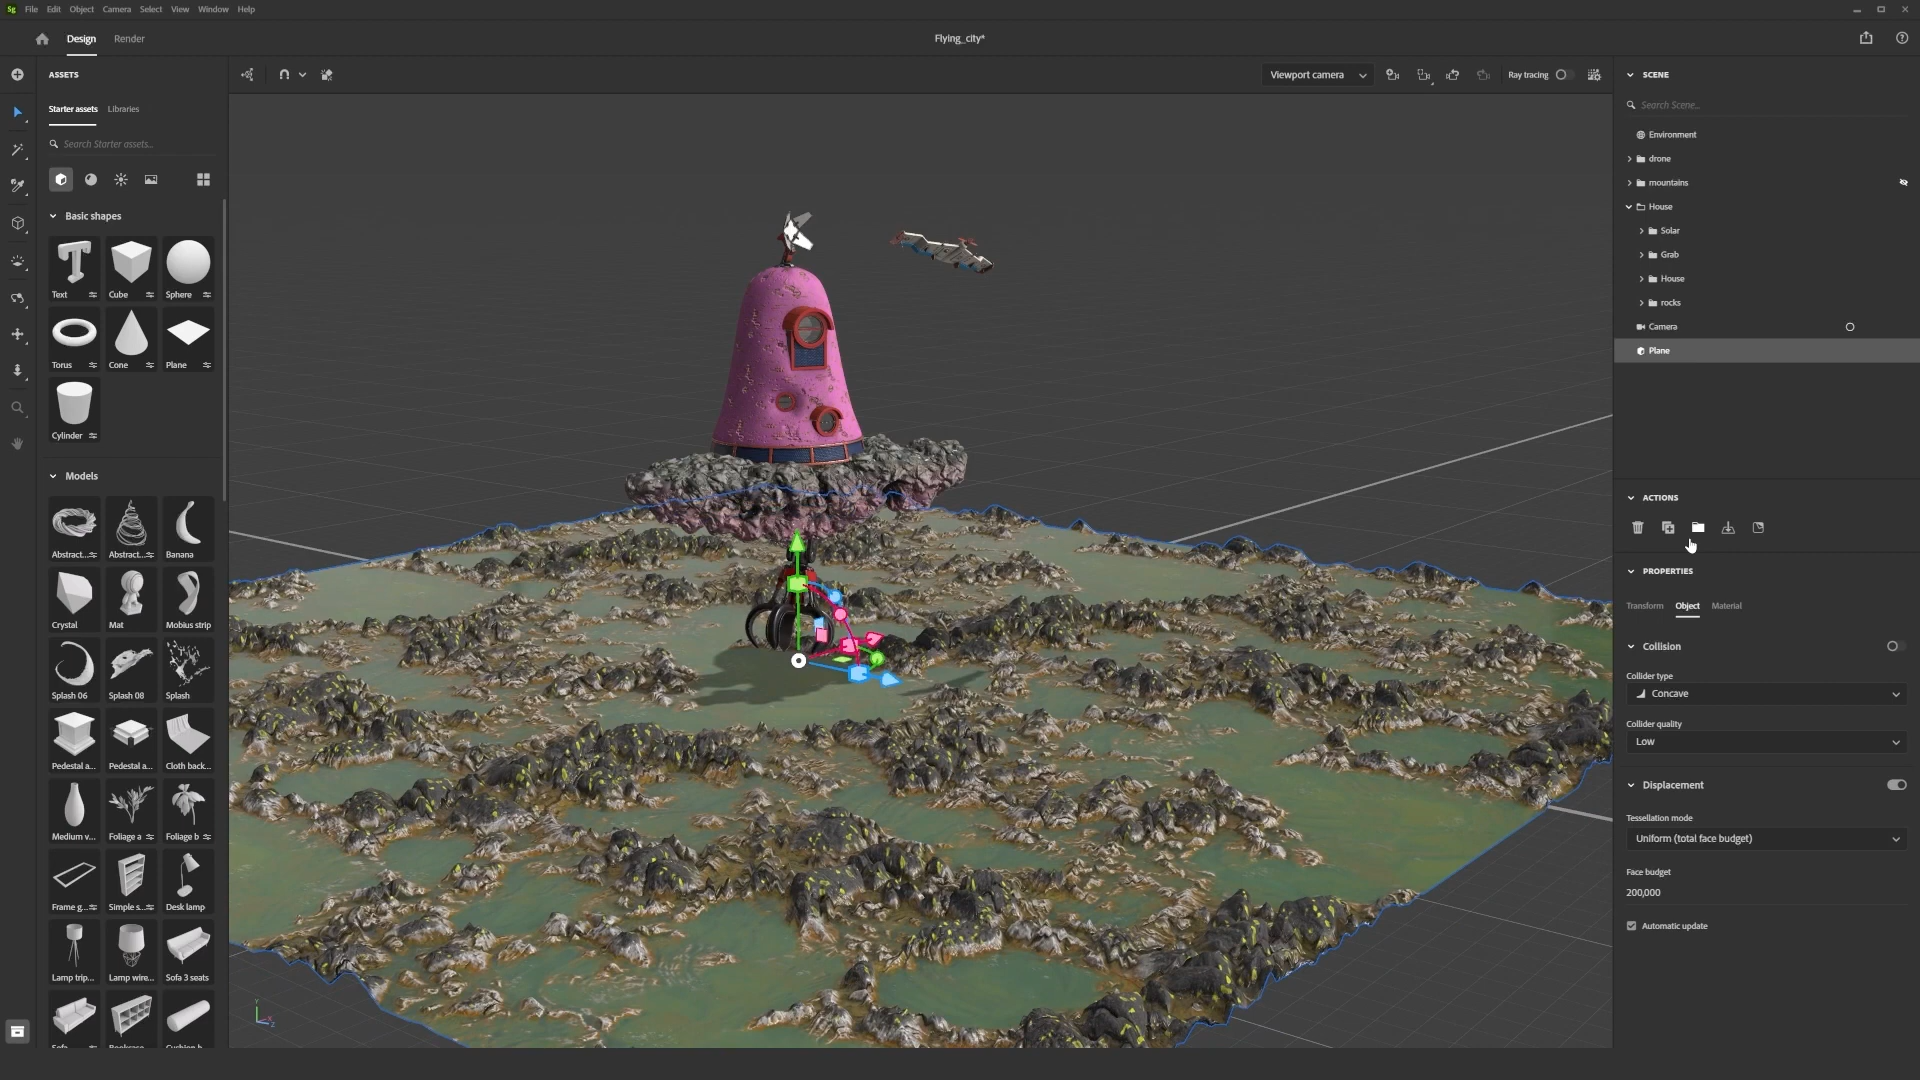 Sg File Edit Object Camera Select View Window Help
Design Render Flying_city*
ASSETS
Starter assets Libraries
Search Starter assets...
Basic shapes
Text Cube Sphere
Torus Cone Plane
Cylinder
Models
Abstract... Abstract... Banana
Crystal Mat Mobius strip
Splash 06 Splash 08 Splash
Pedestal a... Pedestal a... Cloth back...
Medium v... Foliage a Foliage b
Frame g... Simple s... Desk lamp
Lamp trip... Lamp wire... Sofa 3 seats
Viewport camera Ray tracing
Y
SCENE
Search Scene...
Environment
drone
mountains
House
Solar
Grab
House
rocks
Camera
Plane
ACTIONS
PROPERTIES
Transform Object Material
Collision
Collider type
Concave
Collider quality
Low
Displacement
Tessellation mode
Uniform (total face budget)
Face budget
200,000
Automatic update